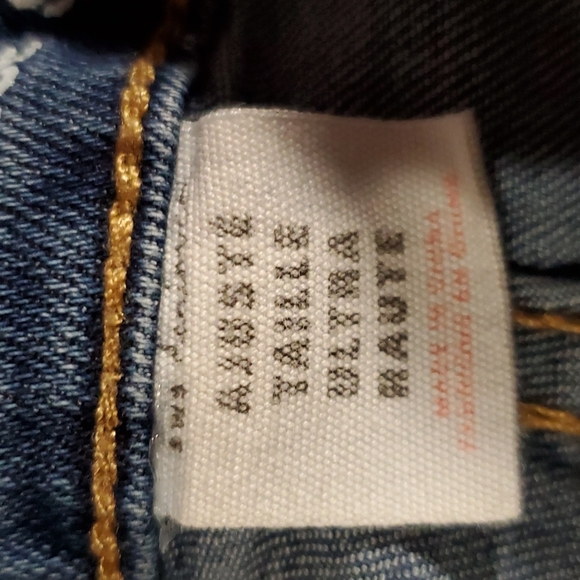 AJUSTÉ
TAILLE
ULTRA
HAUTE
MADE IN CHINA
FABRIQUÉ EN CHINE